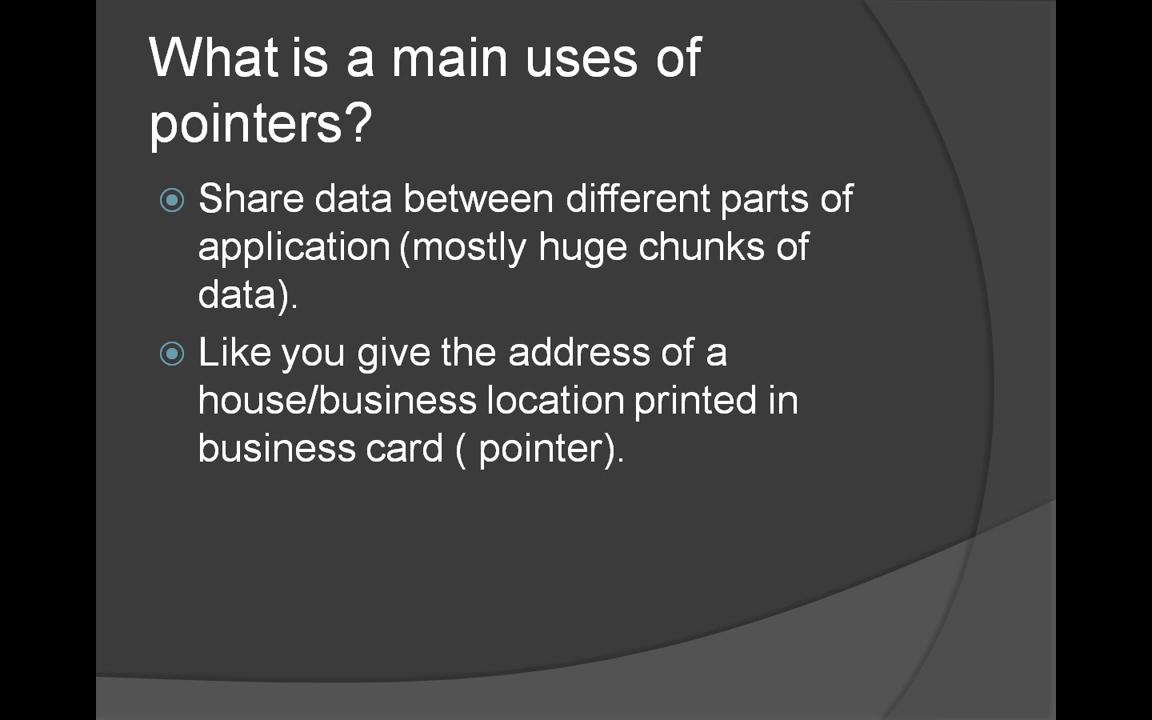 What is a main uses of
pointers?
Share data between different parts of
application (mostly huge chunks of
data).
Like you give the address of a
house/business location printed in
business card ( pointer).